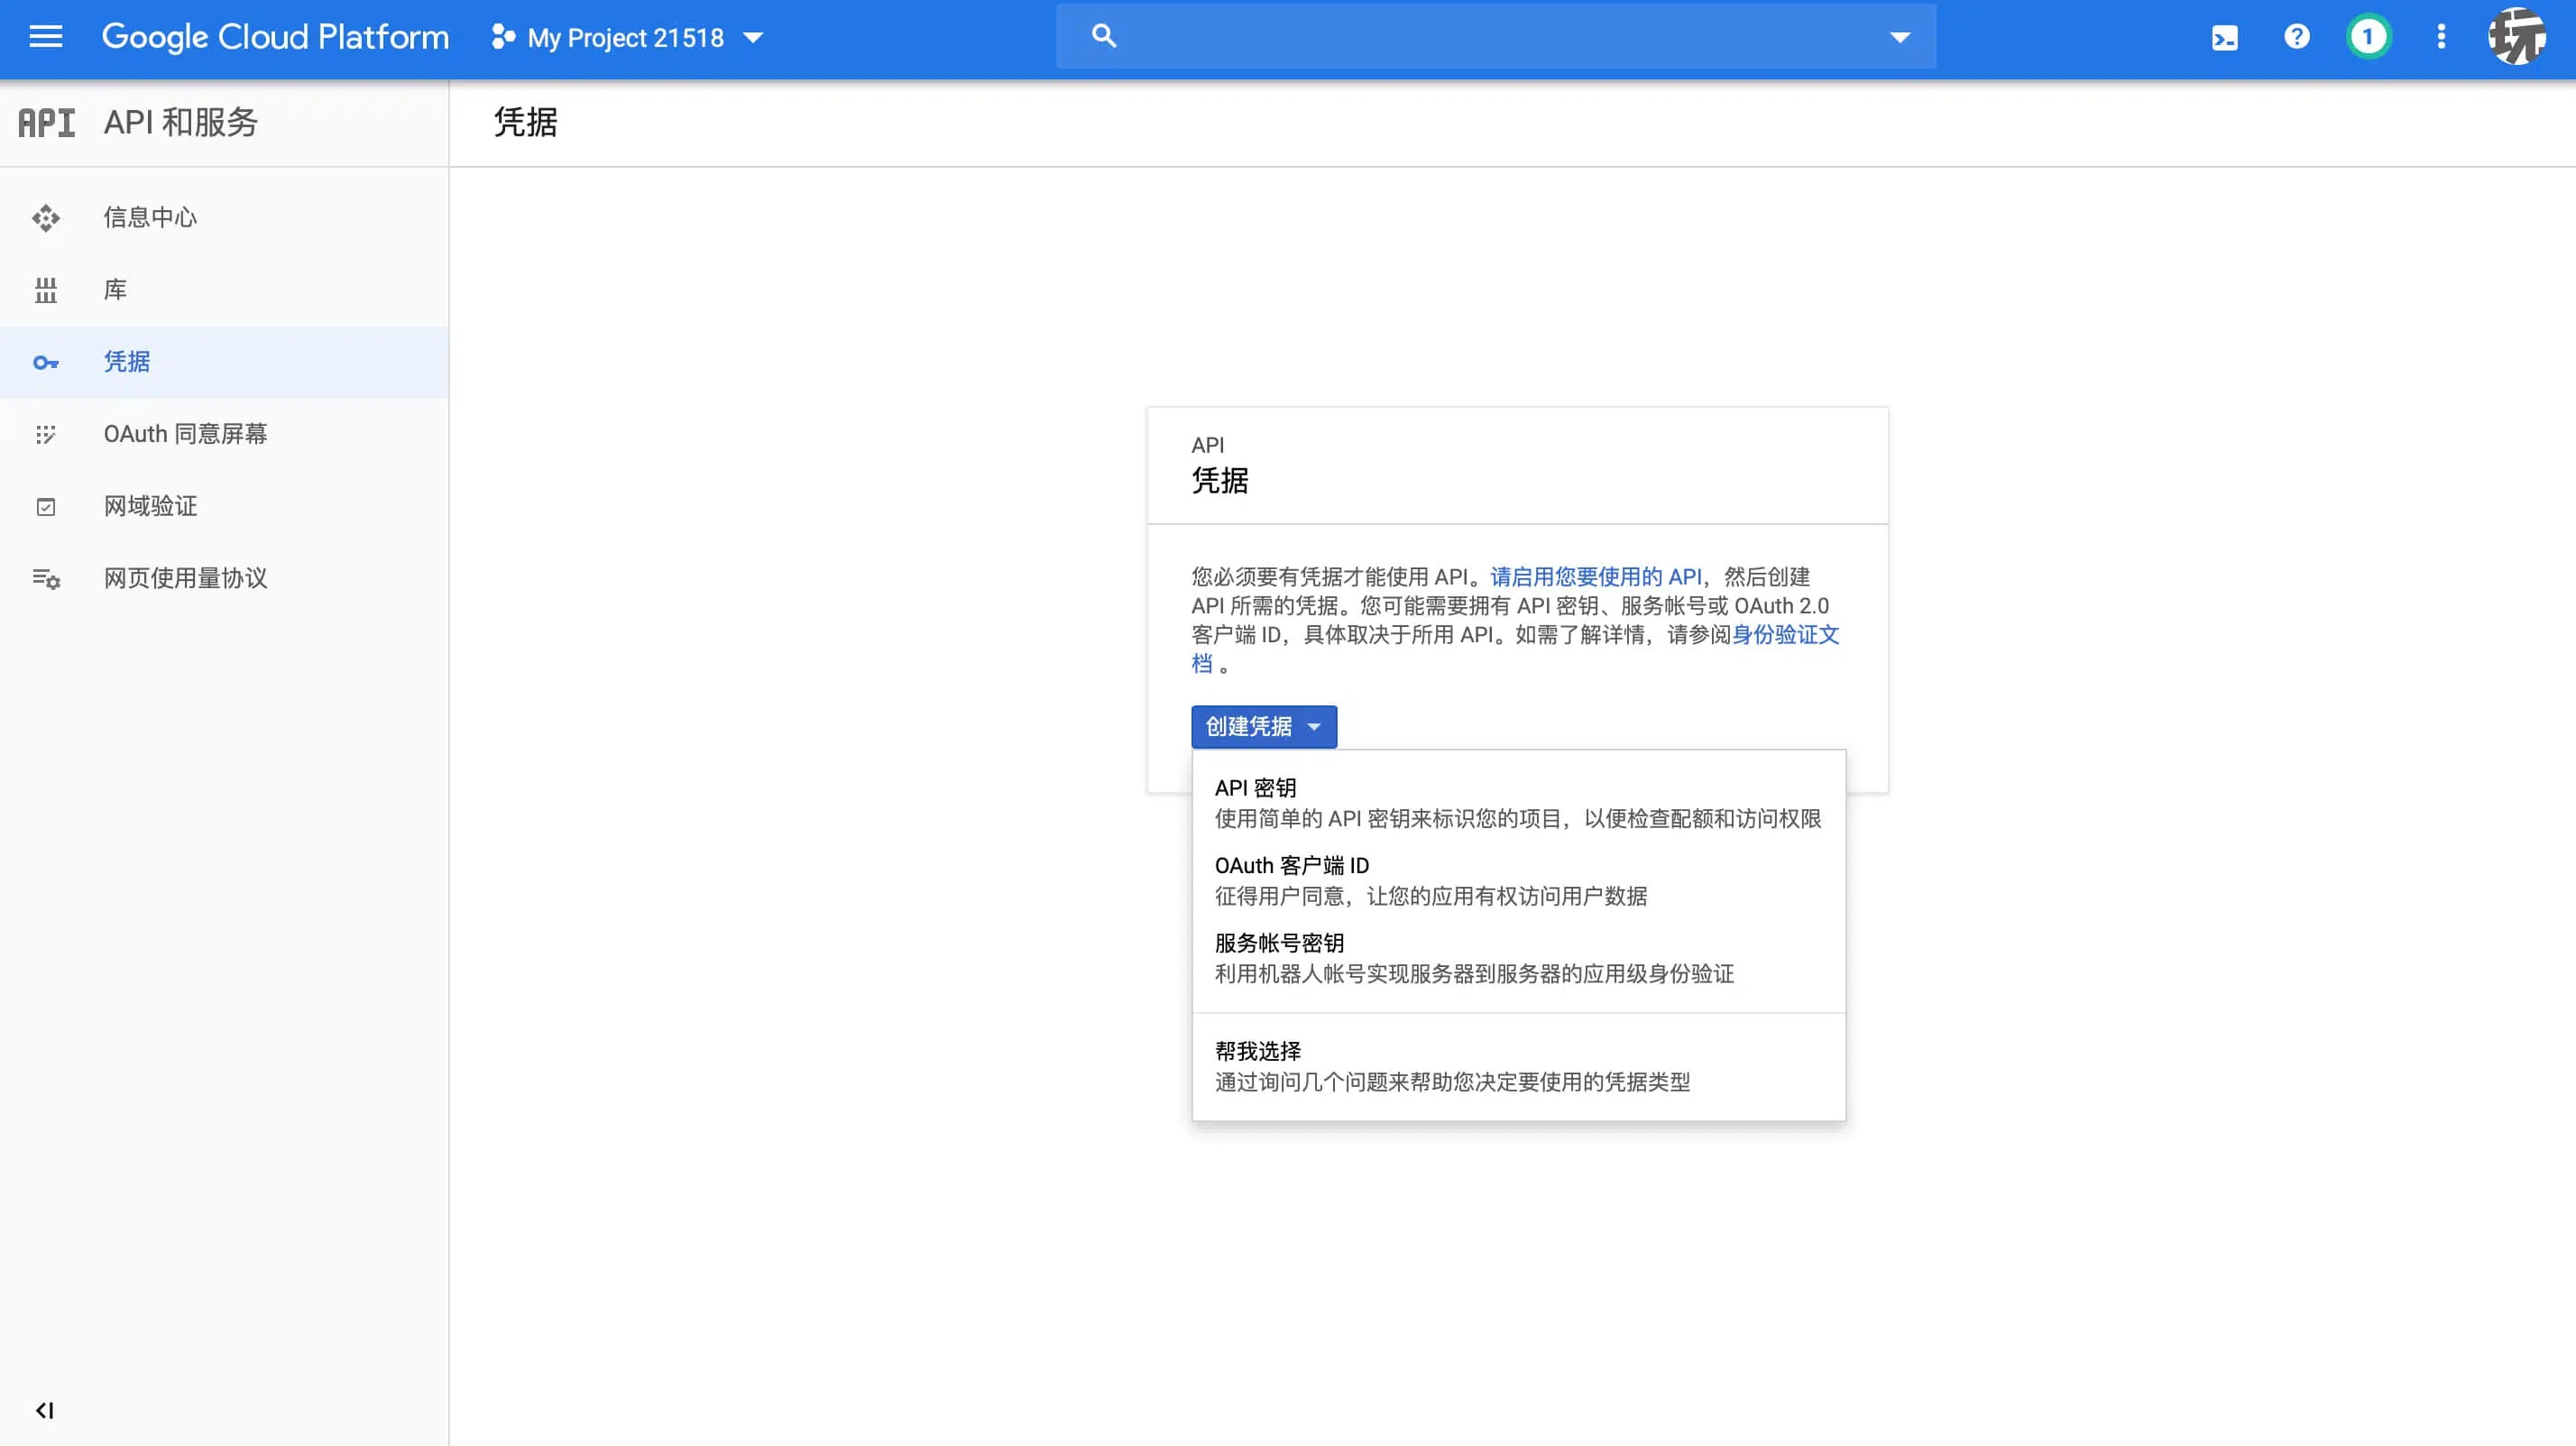 Google Cloud Platform
My Project 21518
1
玩
API API 和服务
凭据
信息中心
库
凭据
OAuth 同意屏幕
网域验证
网页使用量协议
API
凭据
您必须要有凭据才能使用 API。请启用您要使用的 API，然后创建
API 所需的凭据。您可能需要拥有 API 密钥、服务帐号或 OAuth 2.0
客户端 ID，具体取决于所用 API。如需了解详情，请参阅身份验证文
档 。
创建凭据
API 密钥
使用简单的 API 密钥来标识您的项目，以便检查配额和访问权限
OAuth 客户端 ID
征得用户同意，让您的应用有权访问用户数据
服务帐号密钥
利用机器人帐号实现服务器到服务器的应用级身份验证
帮我选择
通过询问几个问题来帮助您决定要使用的凭据类型